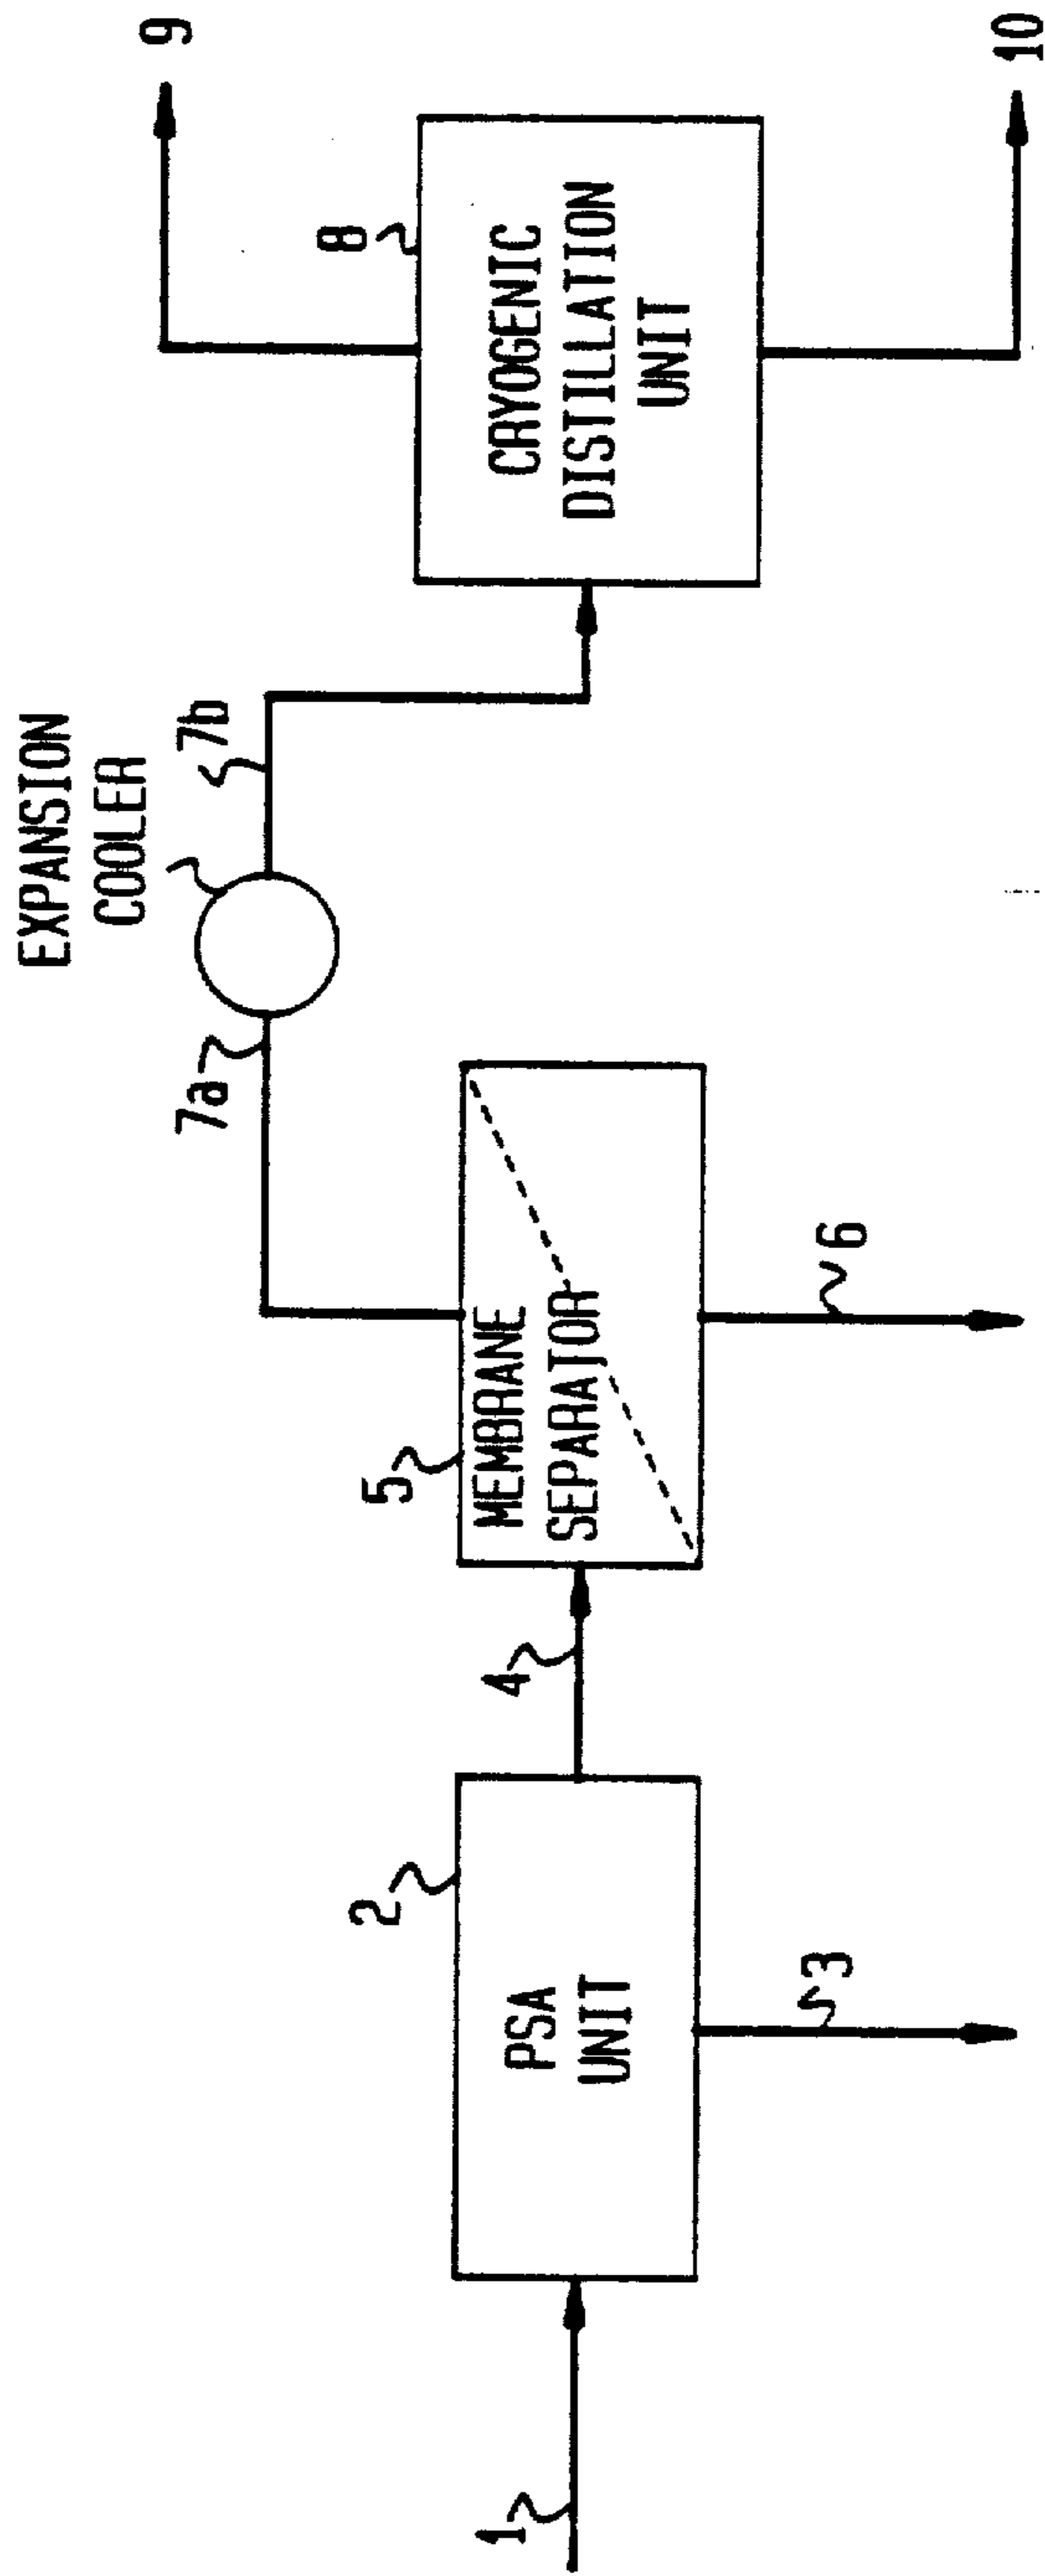 1
2
PSA
UNIT
3
4
5
MEMBRANE
SEPARATOR
6
7a
EXPANSION
COOLER
7b
8
CRYOGENIC
DISTILLATION
UNIT
9
10